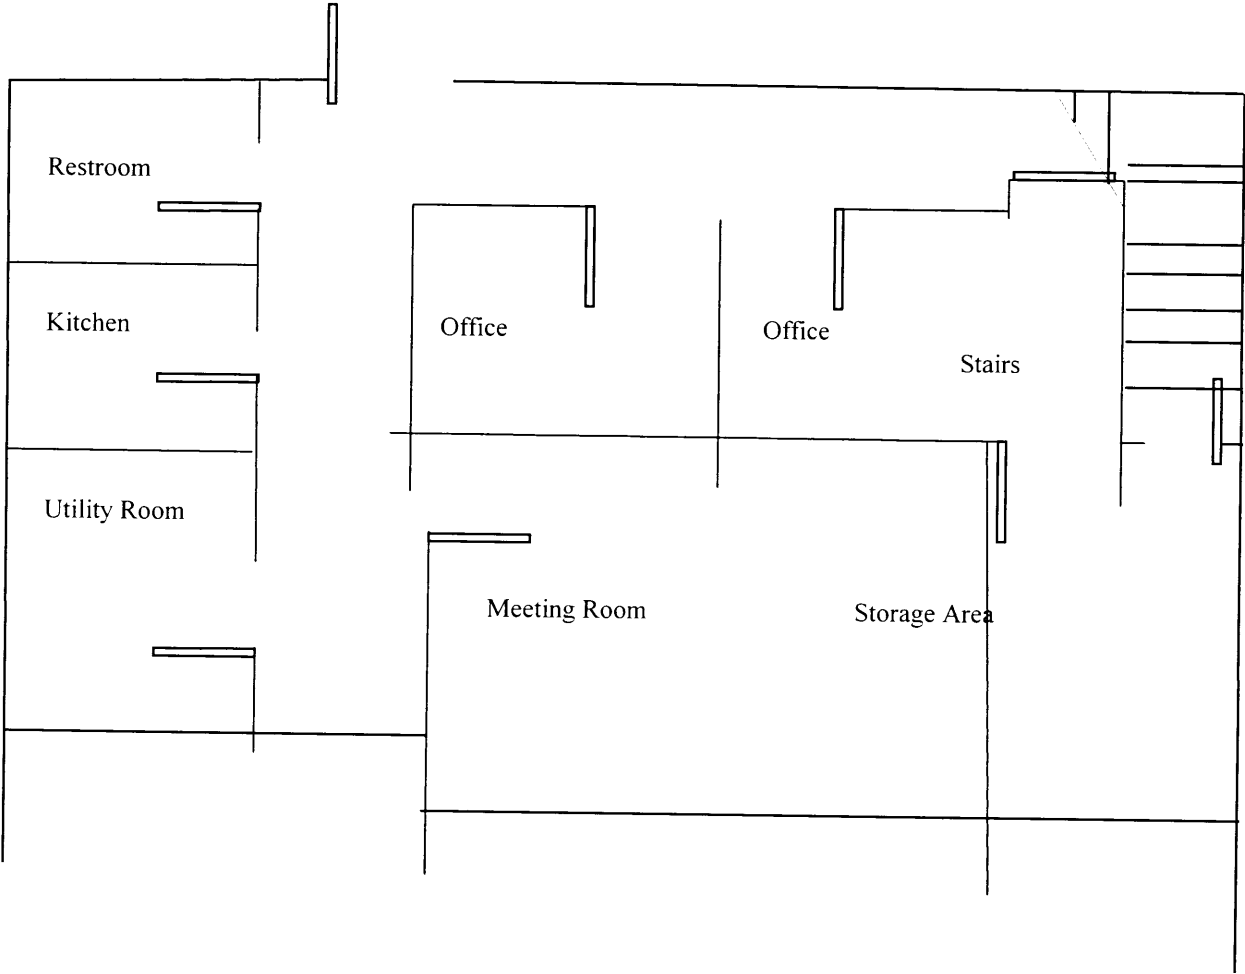 Restroom
Kitchen
Office
Office
Stairs
Utility Room
Meeting Room
Storage Area